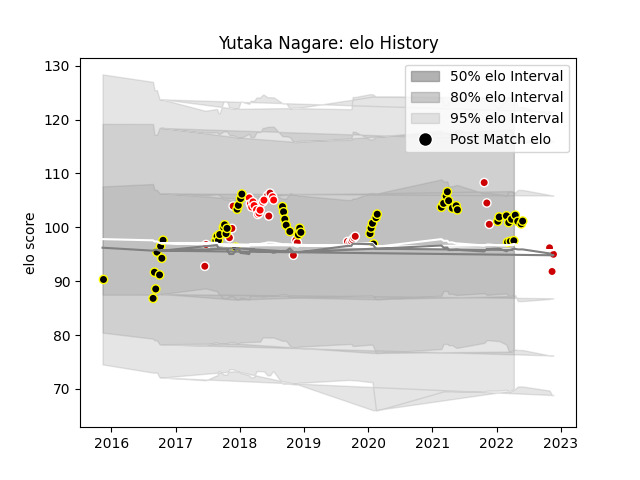 Yutaka Nagare: elo History
130
120
110
100
90
80
70
elo score
50% elo Interval
80% elo Interval
95% elo Interval
Post Match elo
2016 2017 2018 2019 2020 2021 2022 2023